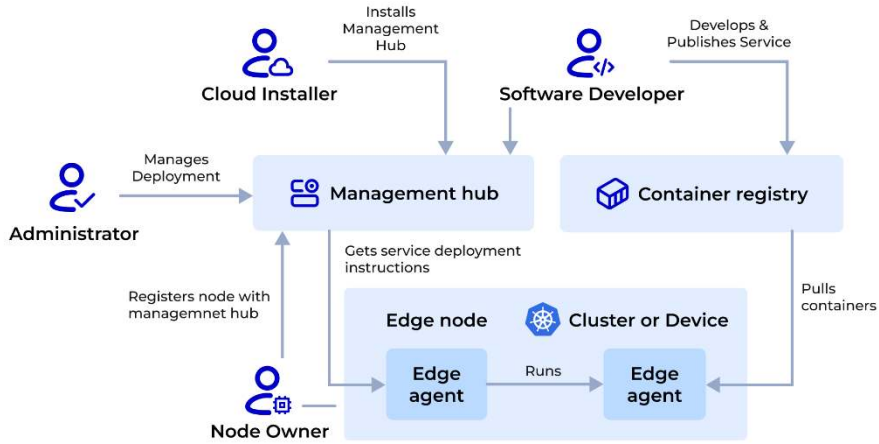 Installs
Management
Hub
Develops &
Publishes Service
Cloud Installer
Software Developer
Manages
Deployment
Management hub
Container registry
Administrator
Gets service deployment
instructions
Registers node with
managemnet hub
Pulls
containers
Edge node
Cluster or Device
Edge
agent
Runs
Edge
agent
Node Owner